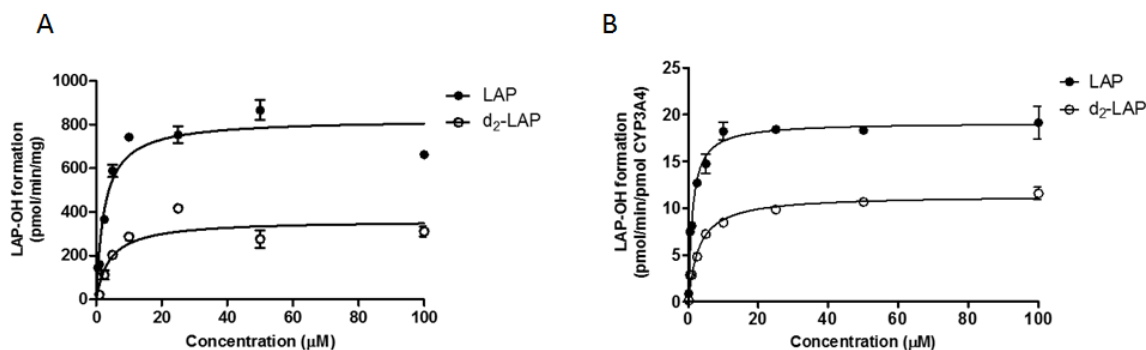 A
LAP-OH formation
(pmol/min/mg)
1000
800
600
400
200
0
0
20
40
60
80
100
Concentration (μM)
LAP
d₂-LAP
B
LAP-OH formation
(pmol/min/pmol CYP3A4)
25
20
15
10
5
0
0
20
40
60
80
100
Concentration (μM)
LAP
d₂-LAP